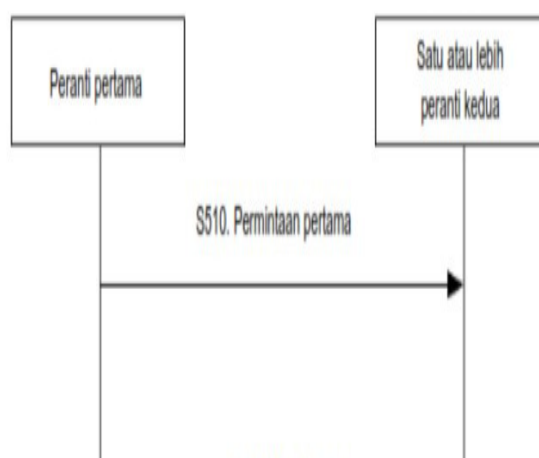 Peranti pertama
Satu atau lebih
peranti kedua
S510. Permintaan pertama